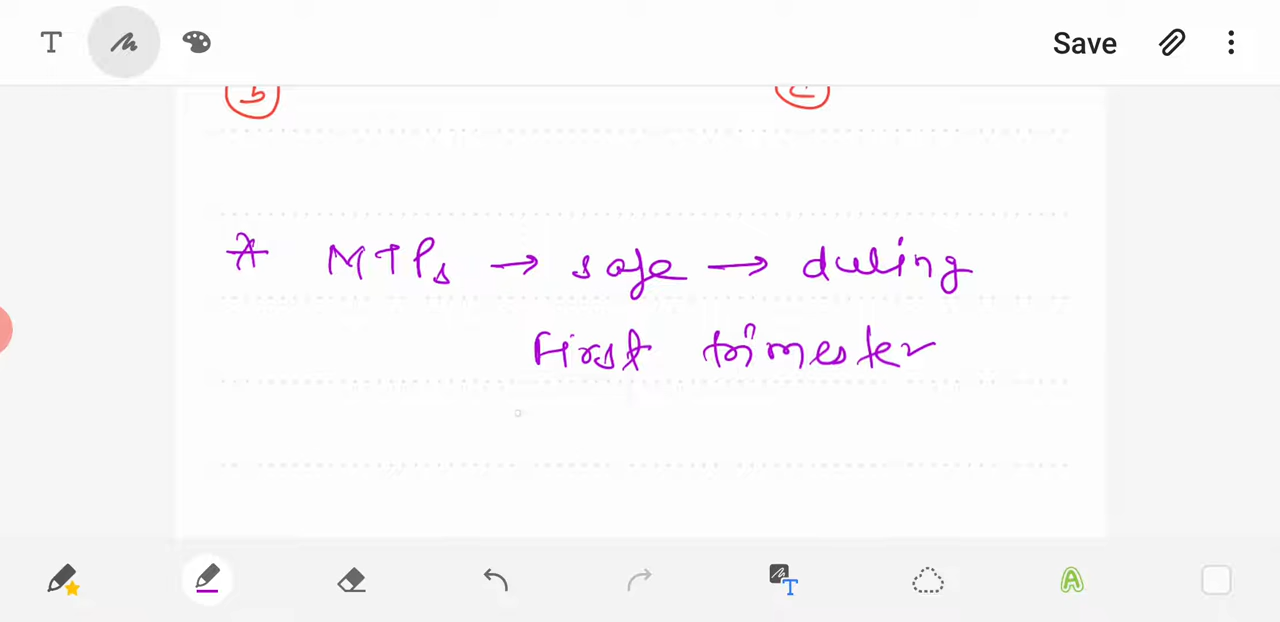 T Save
* MTPs → safe → during
First trimester
T
A